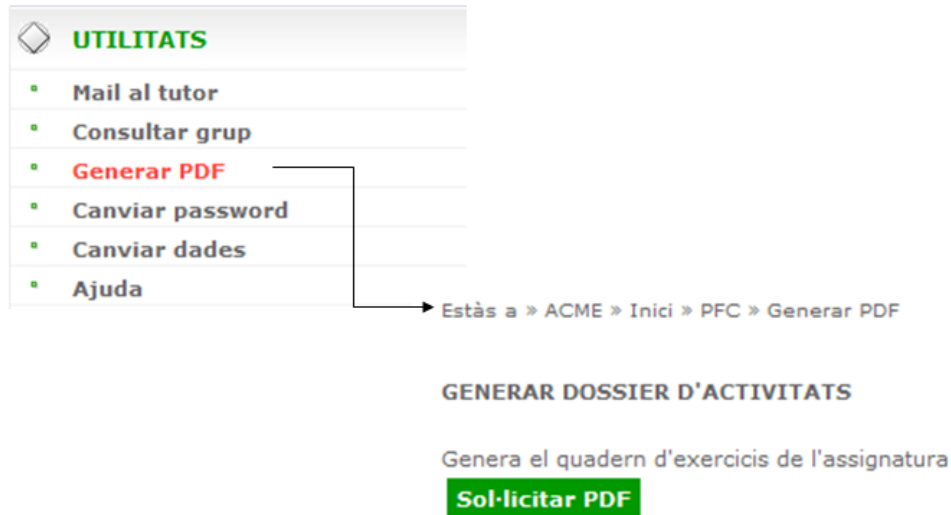 UTILITATS
Mail al tutor
Consultar grup
Generar PDF
Canviar password
Canviar dades
Ajuda
Estàs a » ACME » Inici » PFC » Generar PDF
GENERAR DOSSIER D'ACTIVITATS
Genera el quadern d'exercicis de l'assignatura
Sol·licitar PDF